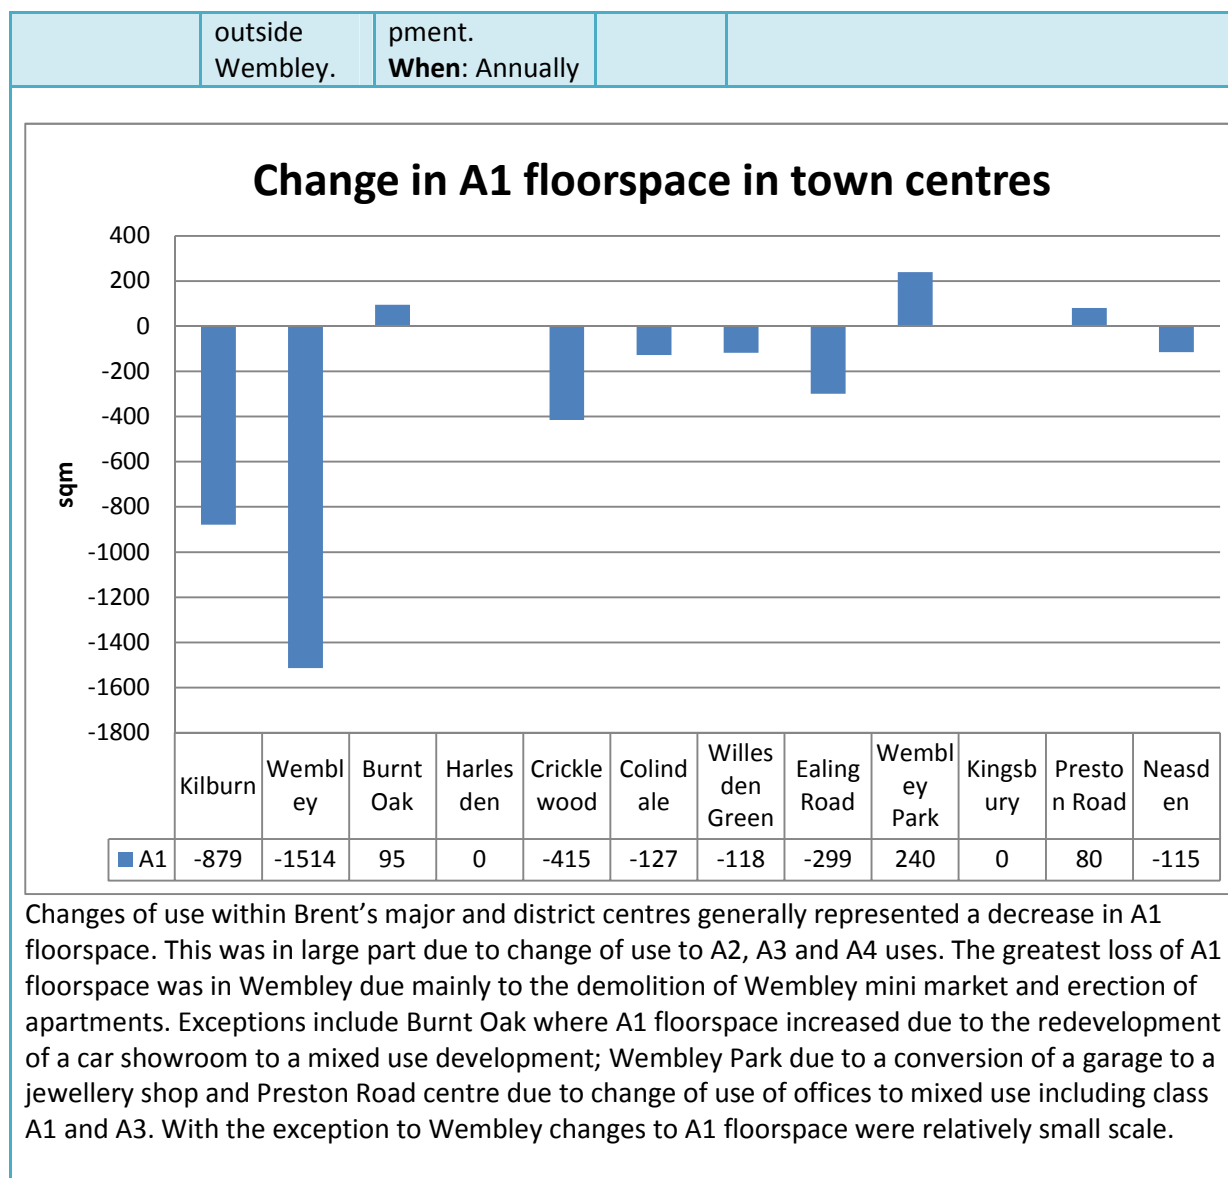 outside
Wembley.
pment.
When: Annually
Change in A1 floorspace in town centres
400
200
0
-200
-400
-600
-800
-1000
-1200
-1400
-1600
-1800
sqm
Kilburn
Wembl
ey
Burnt
Oak
Harles
den
Crickle
wood
Colind
ale
Willes
den
Green
Ealing
Road
Wembl
ey
Park
Kingsb
ury
Presto
n Road
Neasd
en
A1 -879 -1514 95 0 -415 -127 -118 -299 240 0 80 -115
Changes of use within Brent’s major and district centres generally represented a decrease in A1
floorspace. This was in large part due to change of use to A2, A3 and A4 uses. The greatest loss of A1
floorspace was in Wembley due mainly to the demolition of Wembley mini market and erection of
apartments. Exceptions include Burnt Oak where A1 floorspace increased due to the redevelopment
of a car showroom to a mixed use development; Wembley Park due to a conversion of a garage to a
jewellery shop and Preston Road centre due to change of use of offices to mixed use including class
A1 and A3. With the exception to Wembley changes to A1 floorspace were relatively small scale.